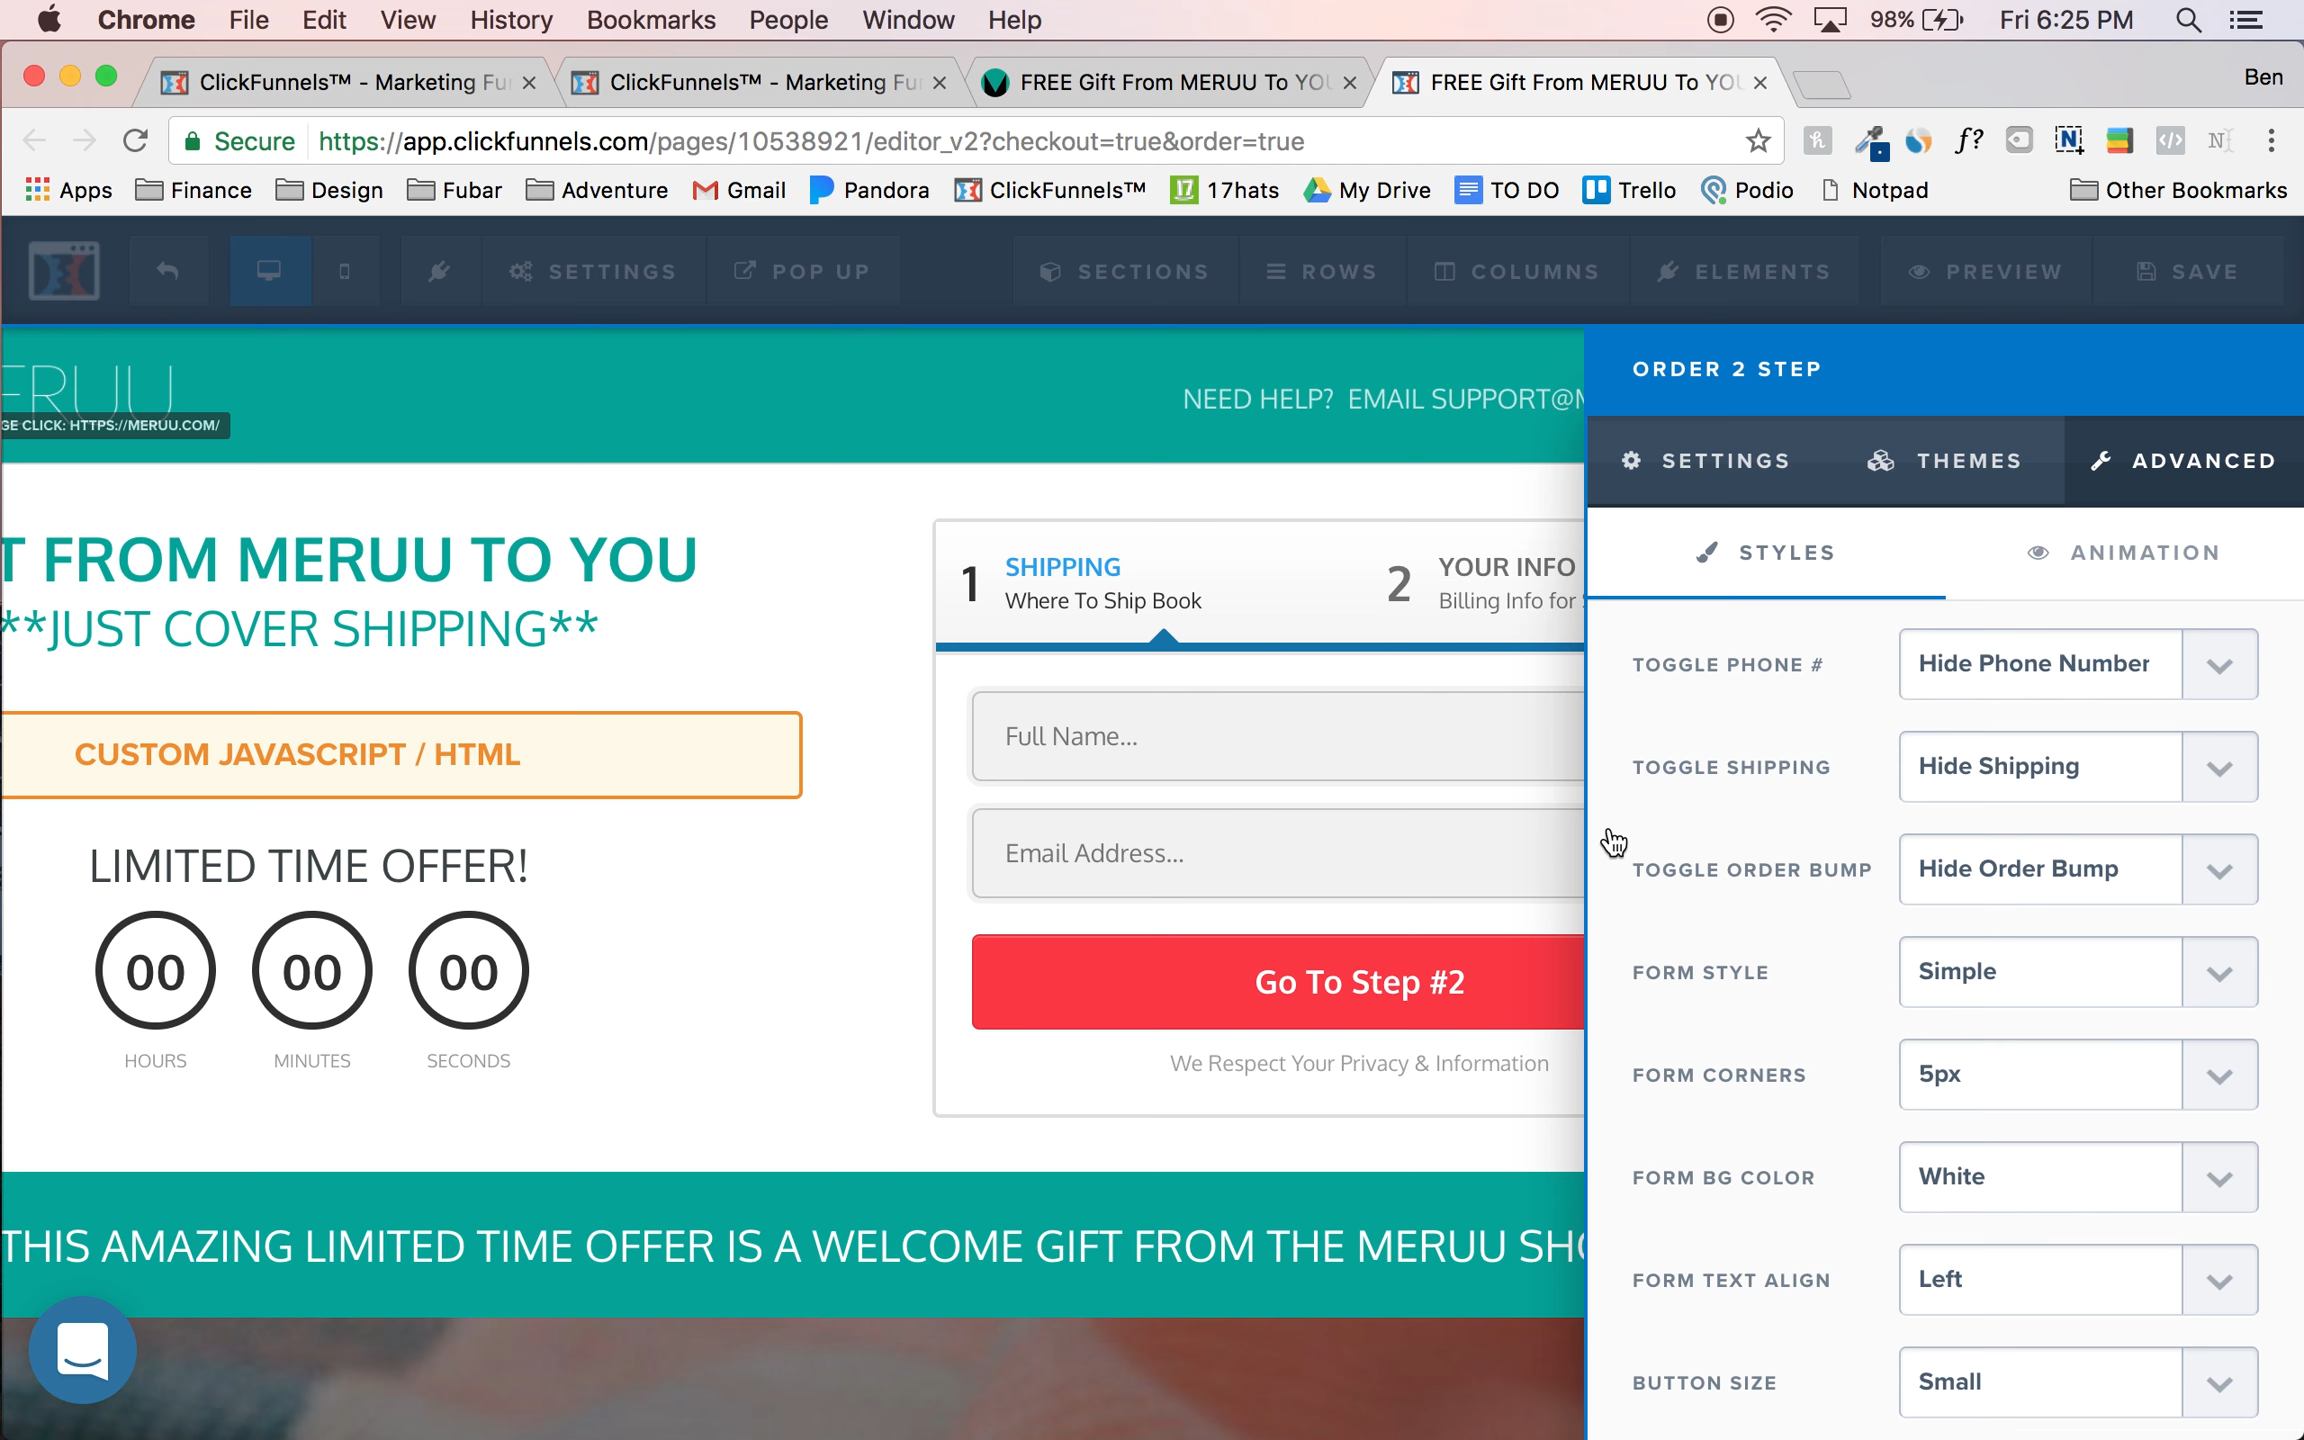 Chrome File Edit View History Bookmarks People Window Help 98% Fri 6:25 PM
ClickFunnels™ - Marketing Fu
ClickFunnels™ - Marketing Fu
FREE Gift From MERUU To YOU
FREE Gift From MERUU To YOU
Ben
Secure https://app.clickfunnels.com/pages/10538921/editor_v2?checkout=true&order=true
Apps Finance Design Fubar Adventure Gmail Pandora ClickFunnels™ 17hats My Drive TO DO Trello Podio Notpad Other Bookmarks
SETTINGS POP UP SECTIONS ROWS COLUMNS ELEMENTS PREVIEW SAVE
ERUU
GE CLICK: HTTPS://MERUU.COM/
NEED HELP? EMAIL SUPPORT@M
T FROM MERUU TO YOU
**JUST COVER SHIPPING**
CUSTOM JAVASCRIPT / HTML
LIMITED TIME OFFER!
00 00 00
HOURS MINUTES SECONDS
1 SHIPPING
Where To Ship Book
2 YOUR INFO
Billing Info for
Full Name...
Email Address...
Go To Step #2
We Respect Your Privacy & Information
THIS AMAZING LIMITED TIME OFFER IS A WELCOME GIFT FROM THE MERUU SHO
ORDER 2 STEP
SETTINGS THEMES ADVANCED
STYLES ANIMATION
TOGGLE PHONE # Hide Phone Number
TOGGLE SHIPPING Hide Shipping
TOGGLE ORDER BUMP Hide Order Bump
FORM STYLE Simple
FORM CORNERS 5px
FORM BG COLOR White
FORM TEXT ALIGN Left
BUTTON SIZE Small